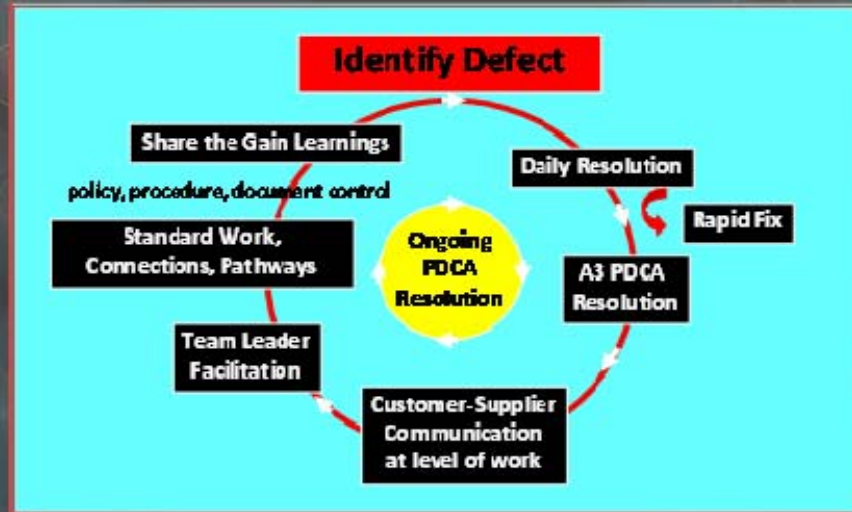 Identify Defect
Share the Gain Learnings
Daily Resolution
policy, procedure, document control
Rapid Fix
Standard Work,
Connections, Pathways
Ongoing
PDCA
Resolution
A3 PDCA
Resolution
Team Leader
Facilitation
Customer-Supplier
Communication
at level of work